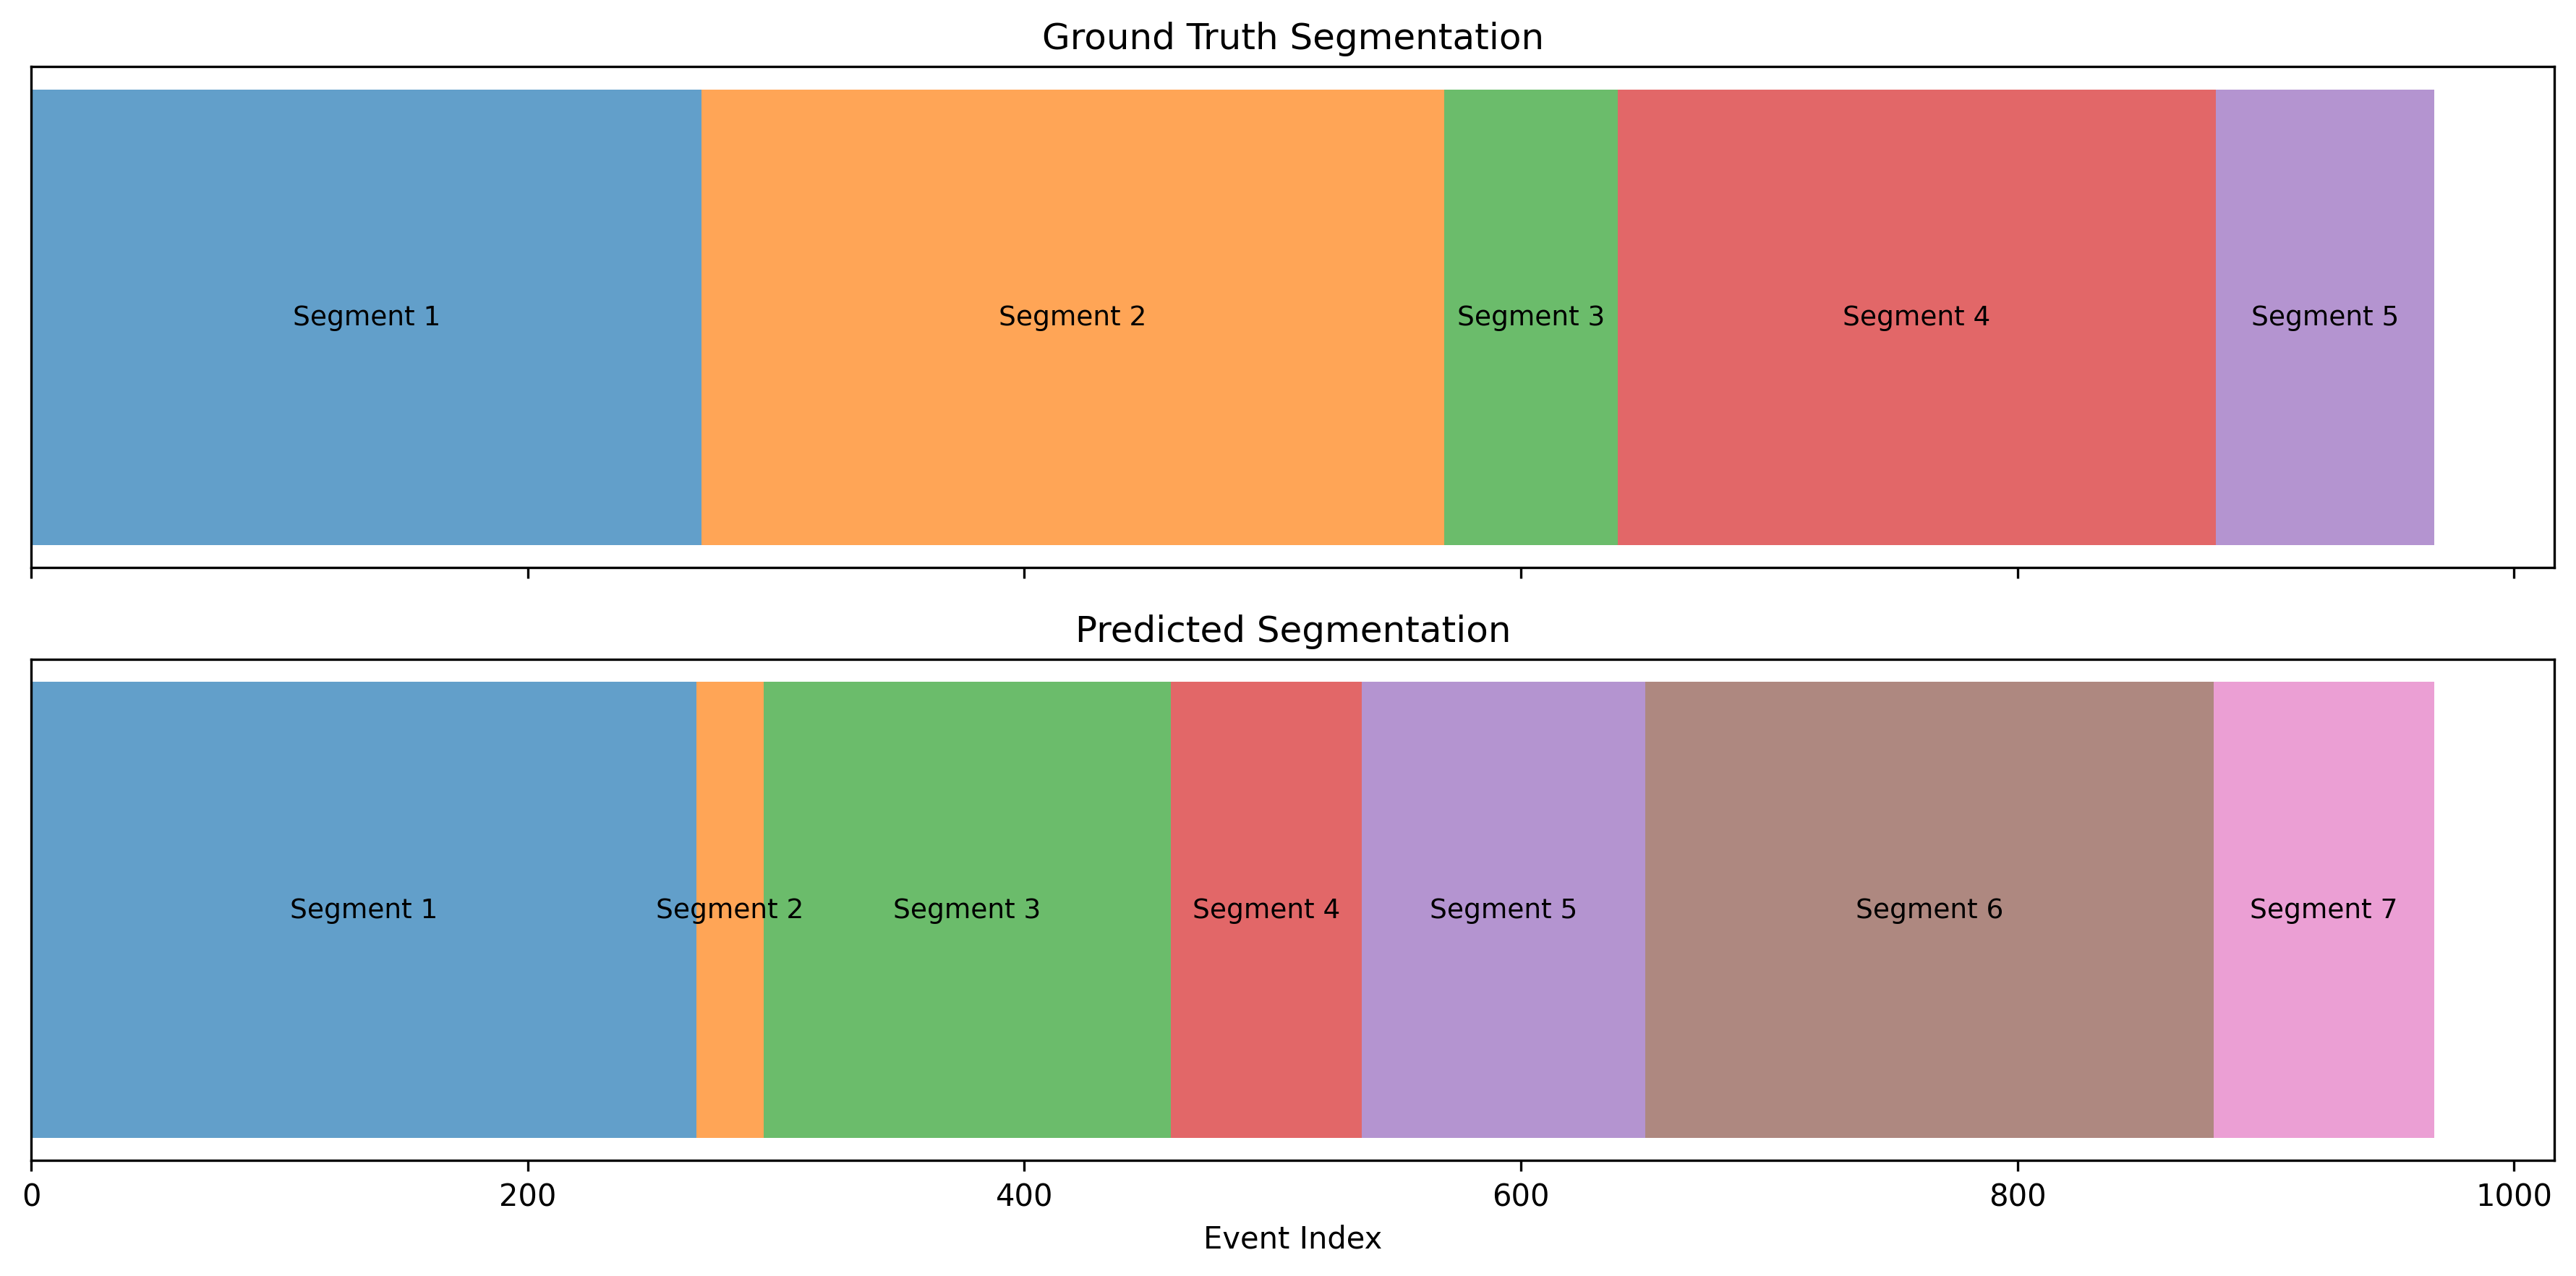 Ground Truth Segmentation
Segment 1 Segment 2 Segment 3 Segment 4 Segment 5
Predicted Segmentation
Segment 1 Segment 2 Segment 3 Segment 4 Segment 5 Segment 6 Segment 7
0 200 400 600 800 1000
Event Index